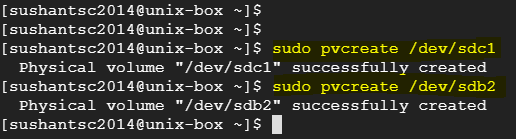 [sushantsc2014@unix-box ~]$
[sushantsc2014@unix-box ~]$
[sushantsc2014@unix-box ~]$ sudo pvcreate /dev/sdc1
  Physical volume "/dev/sdc1" successfully created
[sushantsc2014@unix-box ~]$ sudo pvcreate /dev/sdb2
  Physical volume "/dev/sdb2" successfully created
[sushantsc2014@unix-box ~]$